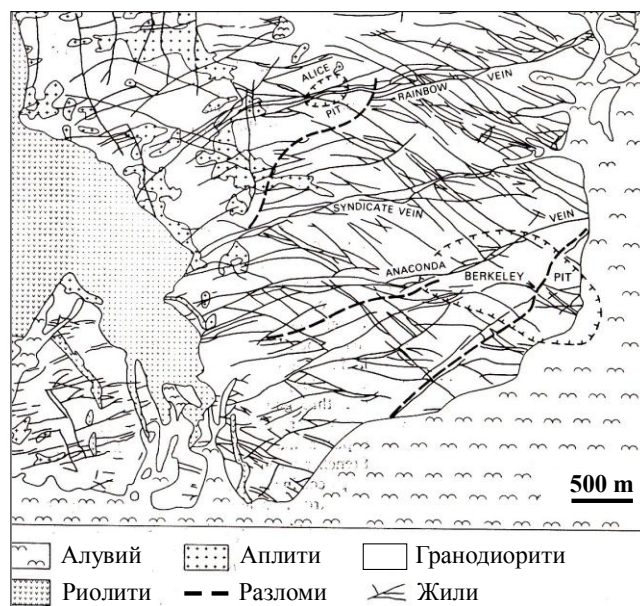 ALICE
PIT
RAINBOW
VEIN
SYNDICATE VEIN
VEIN
ANACONDA
BERKELEY
PIT
500 m
Алувий
Аплити
Гранодиорити
Риолити
Разломи
Жили